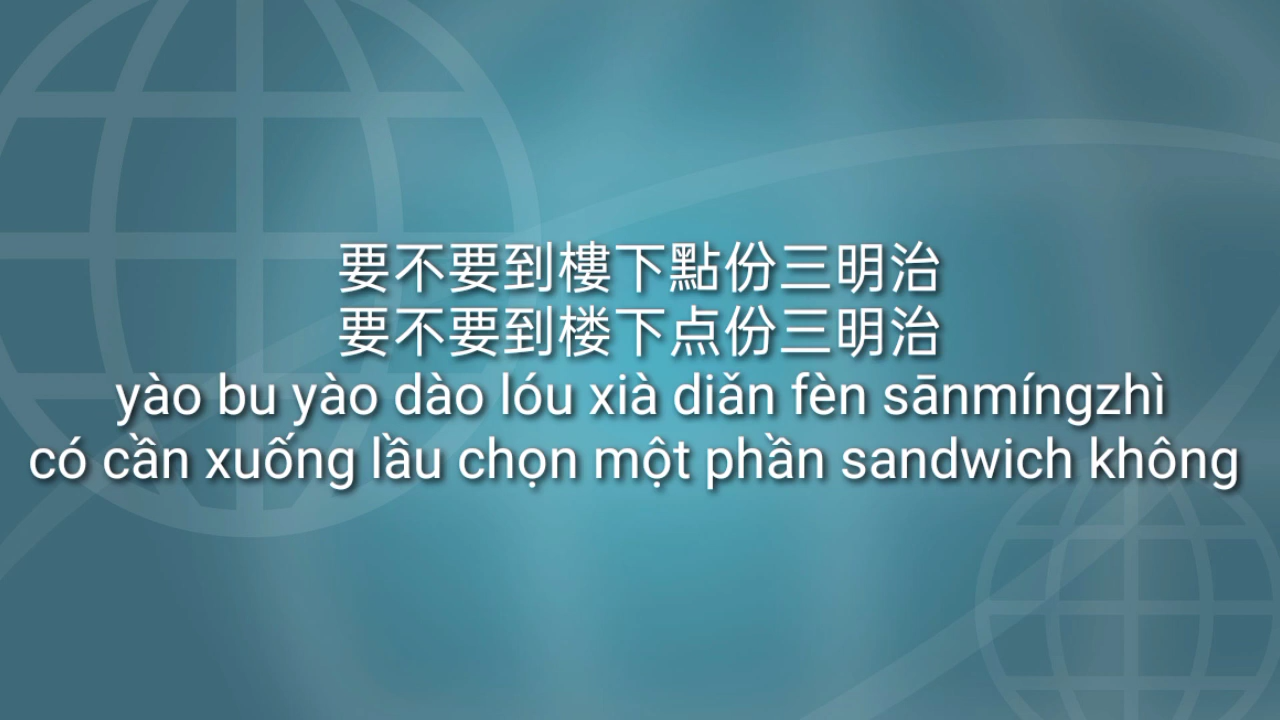 要不要到樓下點份三明治
要不要到楼下点份三明治
yào bu yào dào lóu xià diǎn fèn sānmíngzhì
có cần xuống lầu chọn một phần sandwich không